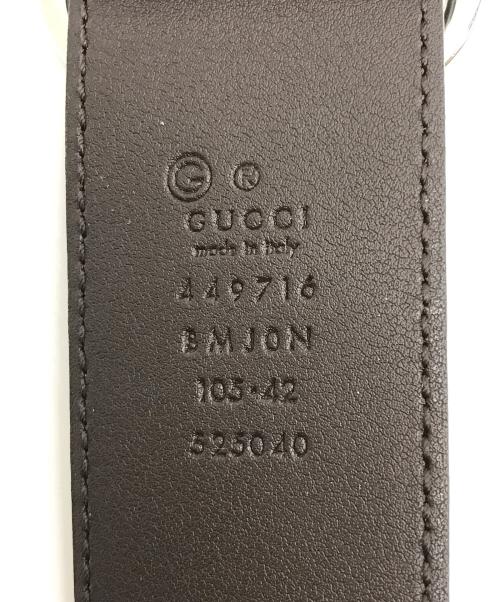 G ®
GUCCI
made in Italy
449716
BMJ0N
105·42
525040